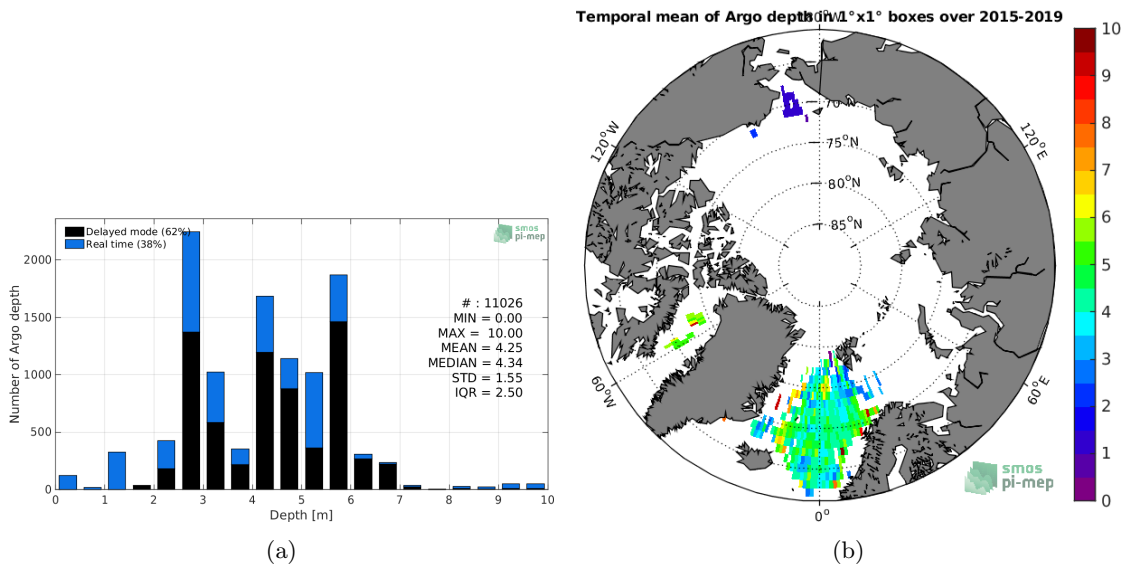 Temporal mean of Argo depth in 1°x1° boxes over 2015-2019
Delayed mode (62%)
Real time (38%)
smos
pi-mep
# : 11026
MIN = 0.00
MAX = 10.00
MEAN = 4.25
MEDIAN = 4.34
STD = 1.55
IQR = 2.50
Number of Argo depth
2000
1500
1000
500
0
0 1 2 3 4 5 6 7 8 9 10
Depth [m]
(a)
180°W
120°W
120°E
70°N
75°N
80°N
85°N
60°W
60°E
0°
smos
pi-mep
10
9
8
7
6
5
4
3
2
1
0
(b)